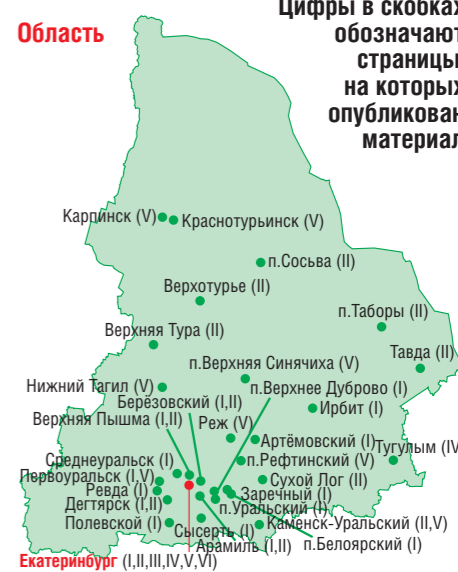 Область
Цифры в скобках
обозначают
страницы,
на которых
опубликован
материал
Карпинск (V)
Краснотурьинск (V)
п.Сосьва (II)
Верхотурье (II)
п.Таборы (II)
Верхняя Тура (II)
Тавда (II)
п.Верхняя Синячиха (V)
Нижний Тагил (V)
п.Верхнее Дуброво (I)
Берёзовский (I,II)
Ирбит (I)
Верхняя Пышма (I,II)
Реж (V)
Артёмовский (I)
Тугулым (IV
Среднеуральск (I)
п.Рефтинский (V)
Первоуральск (I,V)
Сухой Лог (II)
Ревда (I)
Заречный (I)
Дегтярск (I,II)
п.Уральский (I)
Полевской (I)
Каменск-Уральский (II,V)
Сысерть (I)
Арамиль (I,II)
п.Белоярский (I)
Екатеринбург (I,II,III,IV,V,VI)